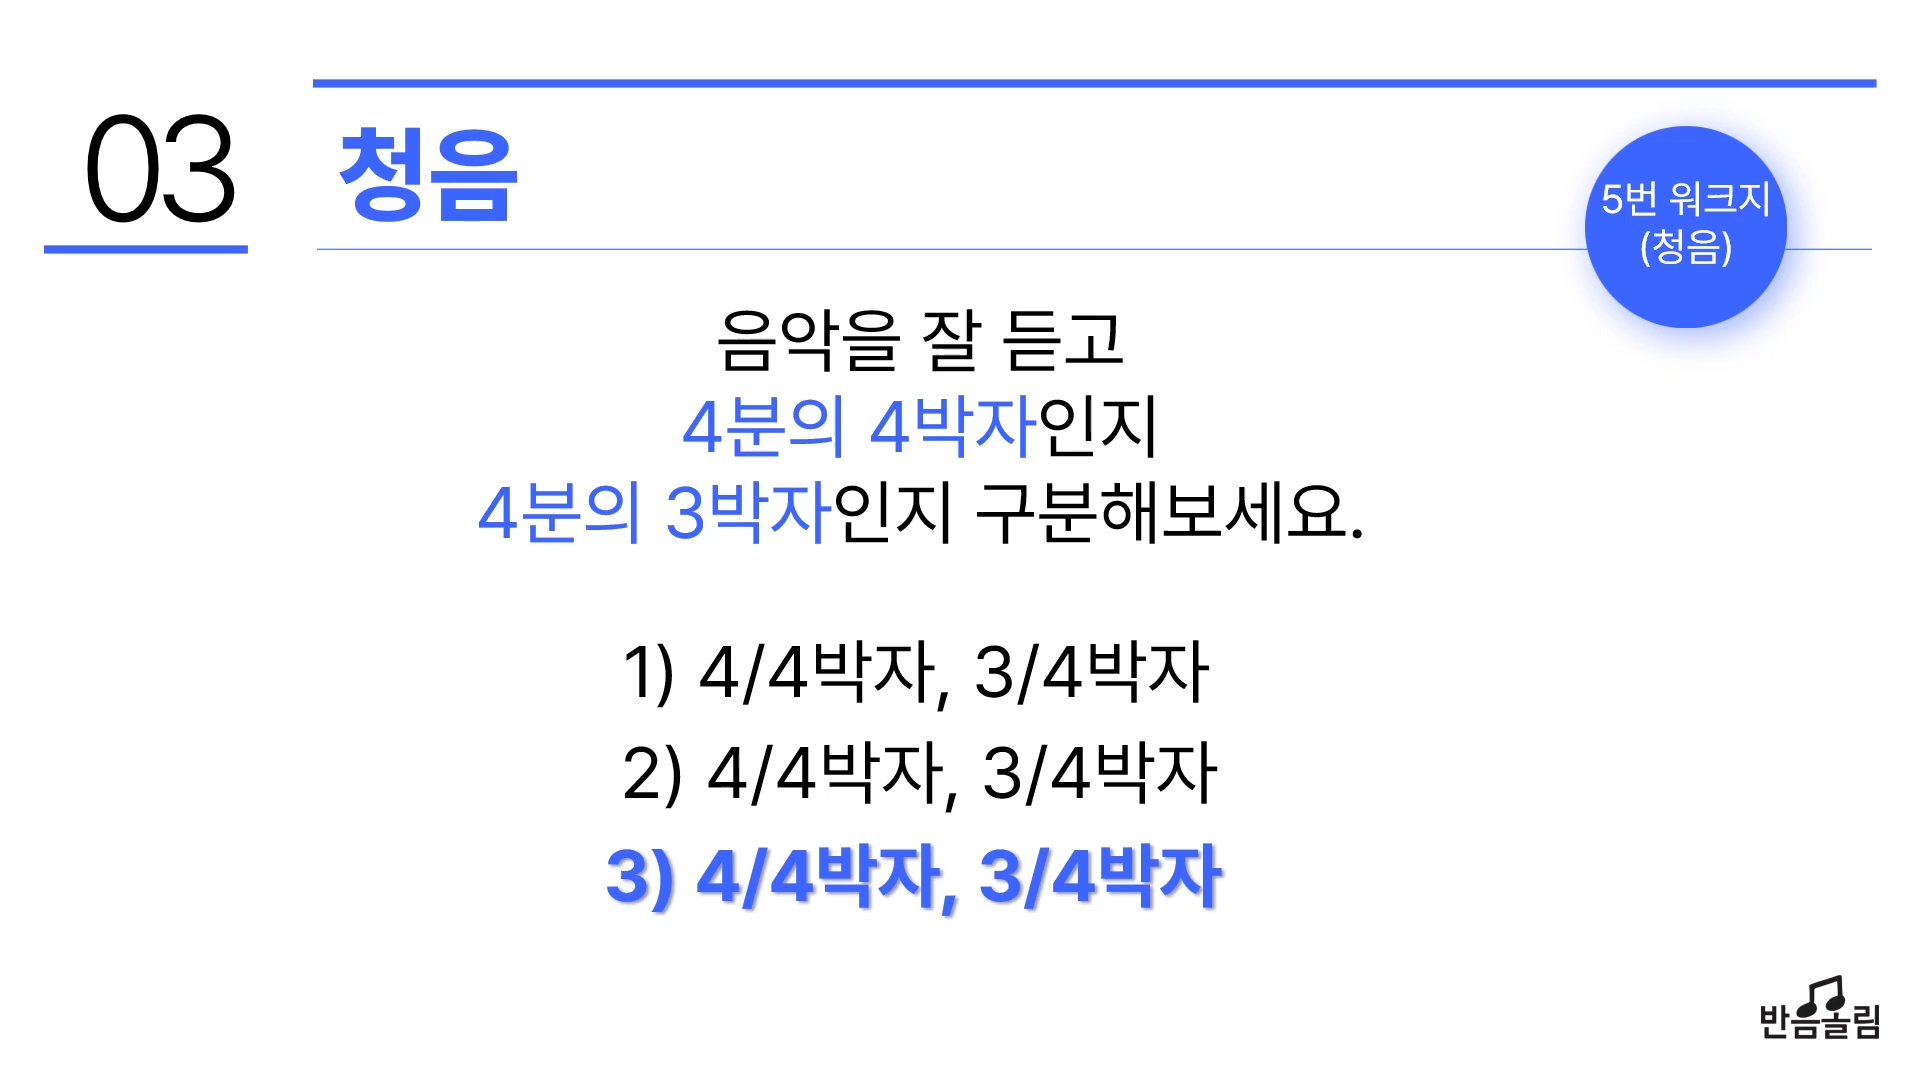 03
청음
5번 워크지
(청음)
음악을 잘 듣고
4분의 4박자인지
4분의 3박자인지 구분해보세요.
1) 4/4박자, 3/4박자
2) 4/4박자, 3/4박자
3) 4/4박자, 3/4박자
반음올림